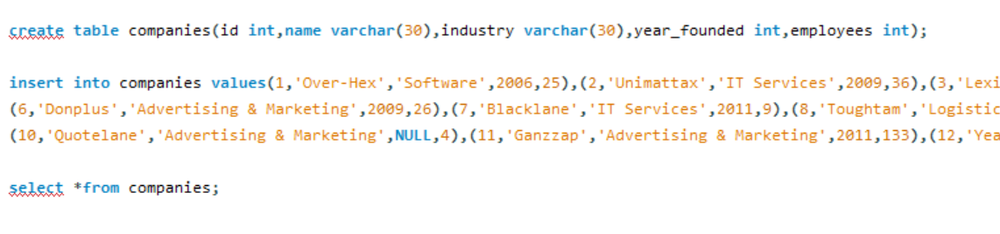 create table companies(id int,name varchar(30),industry varchar(30),year_founded int,employees int);
insert into companies values(1,'Over-Hex','Software',2006,25),(2,'Unimattax','IT Services',2009,36),(3,'Lexi
(6,'Donplus','Advertising & Marketing',2009,26),(7,'Blacklane','IT Services',2011,9),(8,'Toughtam','Logistic
(10,'Quotelane','Advertising & Marketing',NULL,4),(11,'Ganzzap','Advertising & Marketing',2011,133),(12,'Yea
select *from companies;